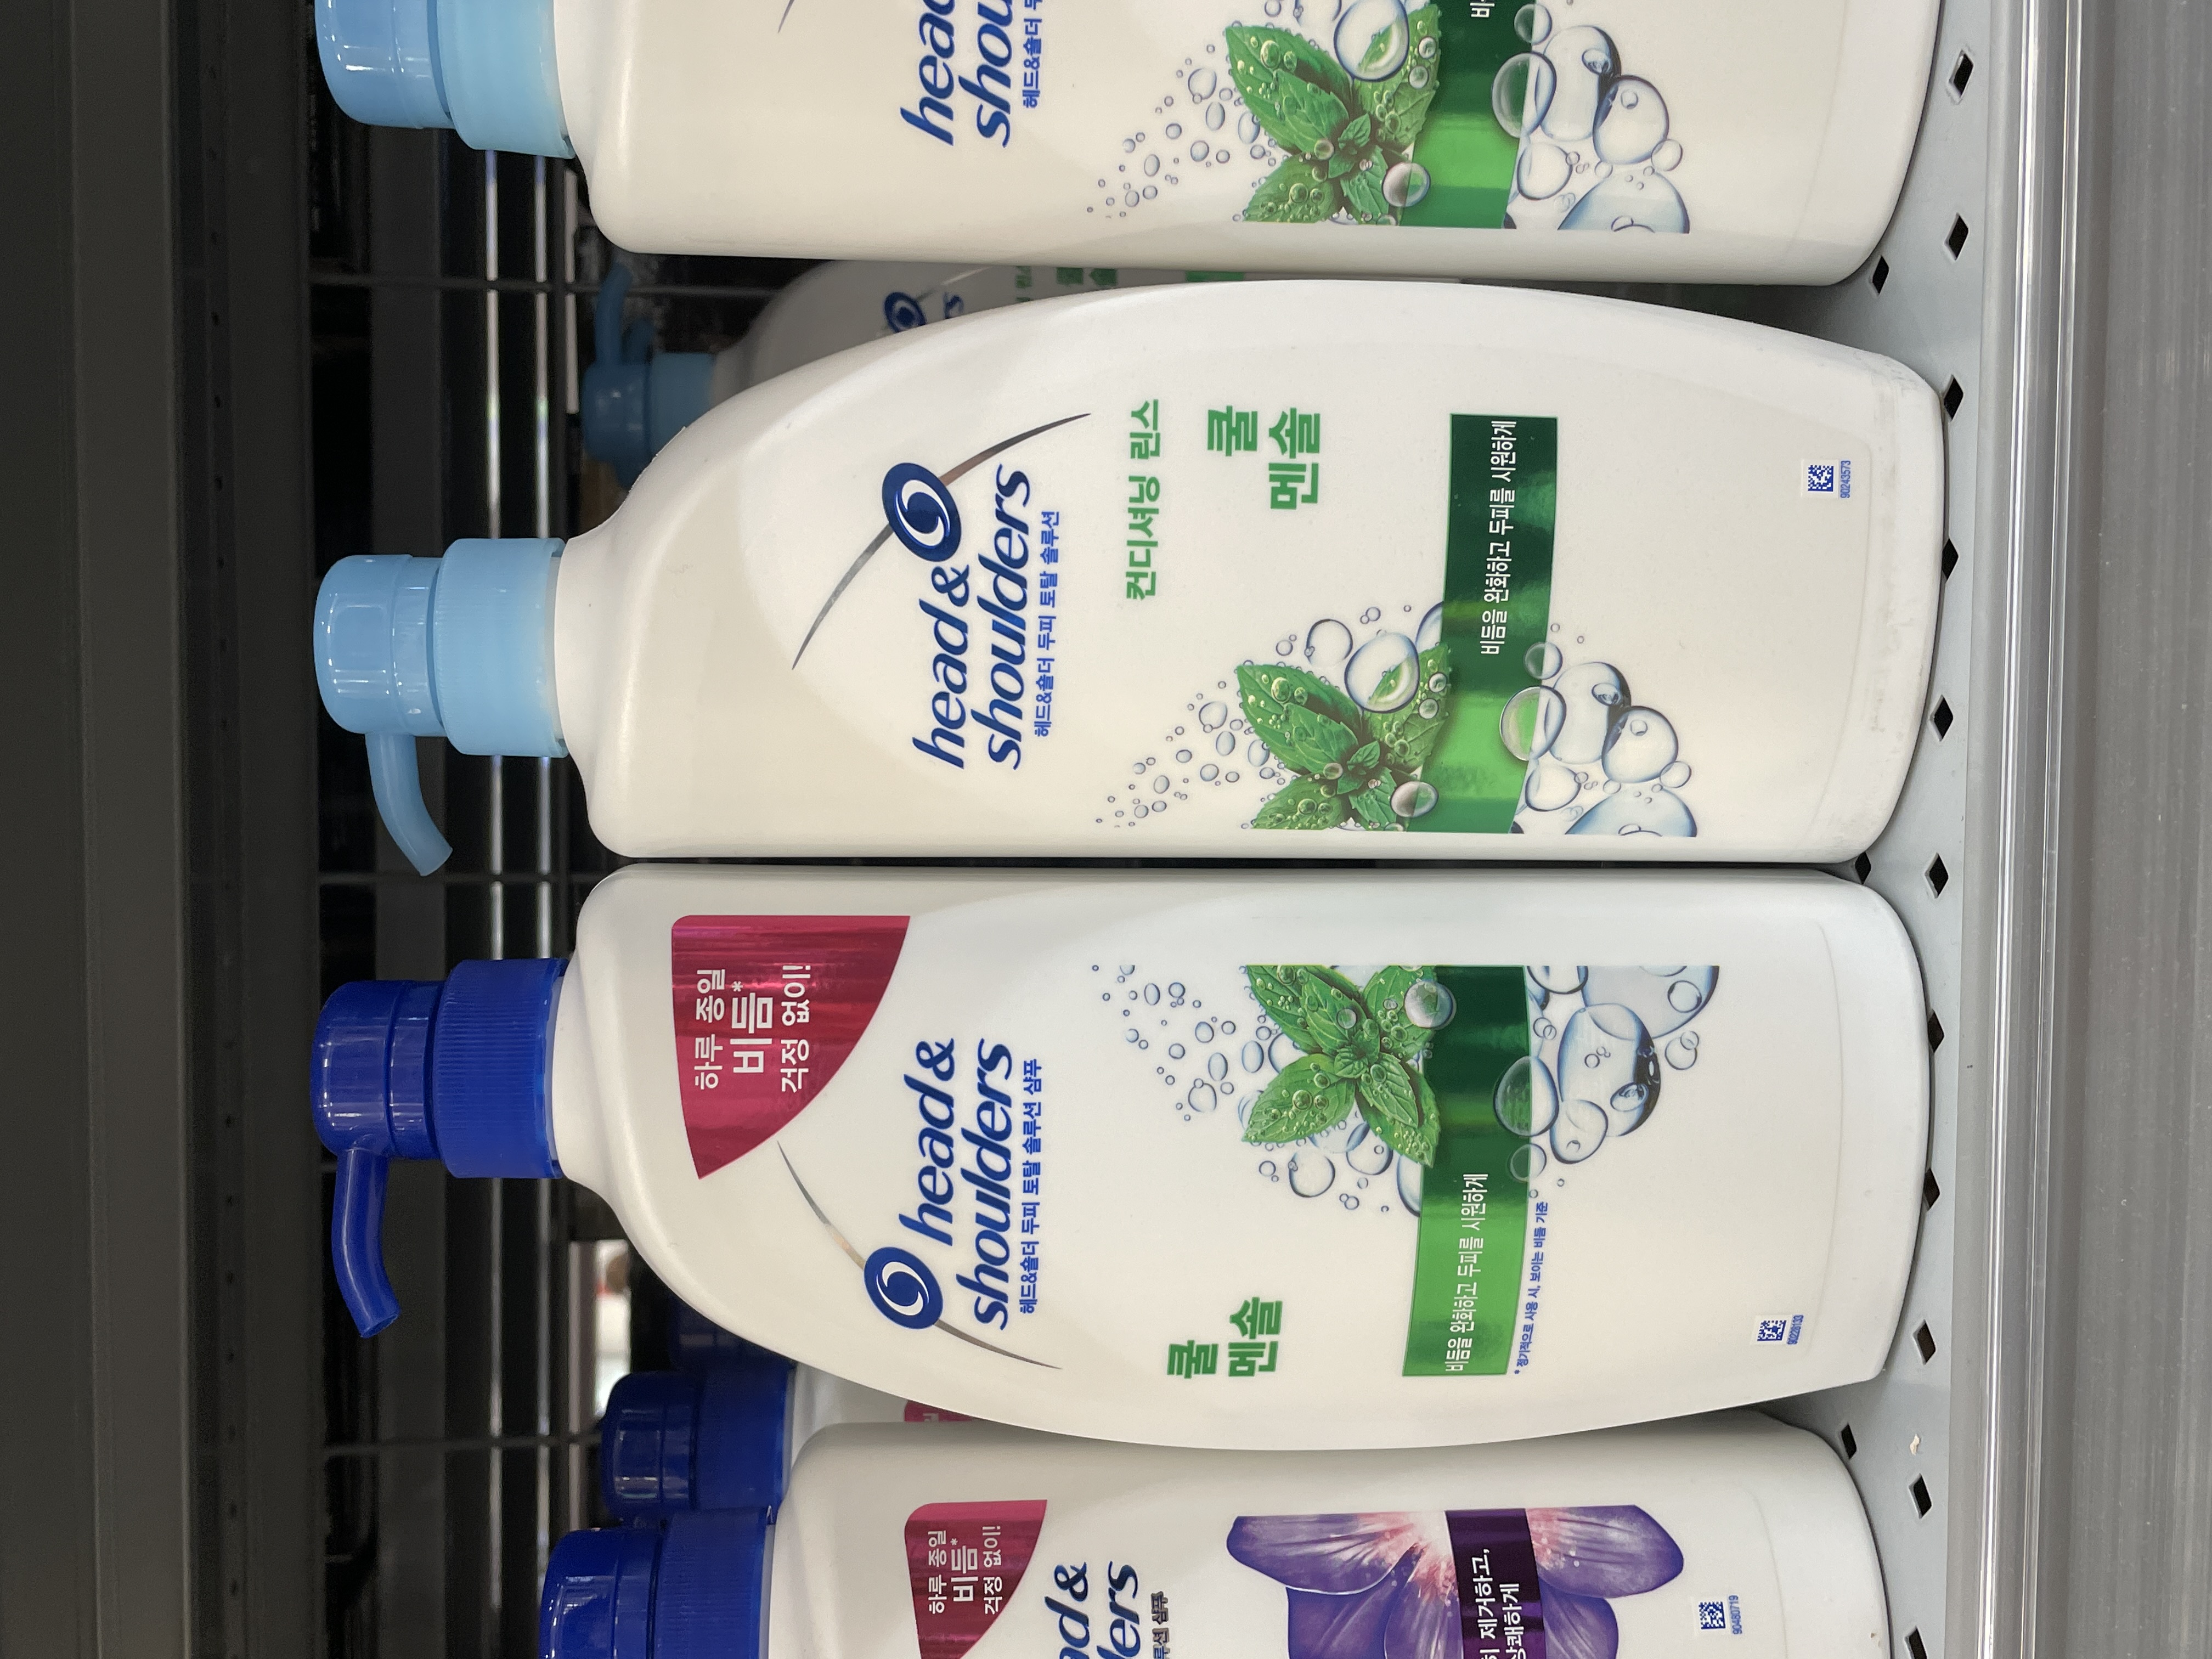 하루 종일
비듬*
걱정 없이!
ad &
ders
루션 샴푸
히 제거하고,
상쾌하게
90480719
하루 종일
비듬*
걱정 없이!
head &
shoulders
헤드&숄더 두피 토탈 솔루션 샴푸
쿨
멘솔
비듬을 완화하고 두피를 시원하게
* 정기적으로 사용 시, 보이는 비듬 기준
90228133
head &
shoulders
헤드&숄더 두피 토탈 솔루션
컨디셔닝 린스
쿨
멘솔
비듬을 완화하고 두피를 시원하게
90243573
rs
린스
쿨
솔
head
shou
헤드&숄더
비